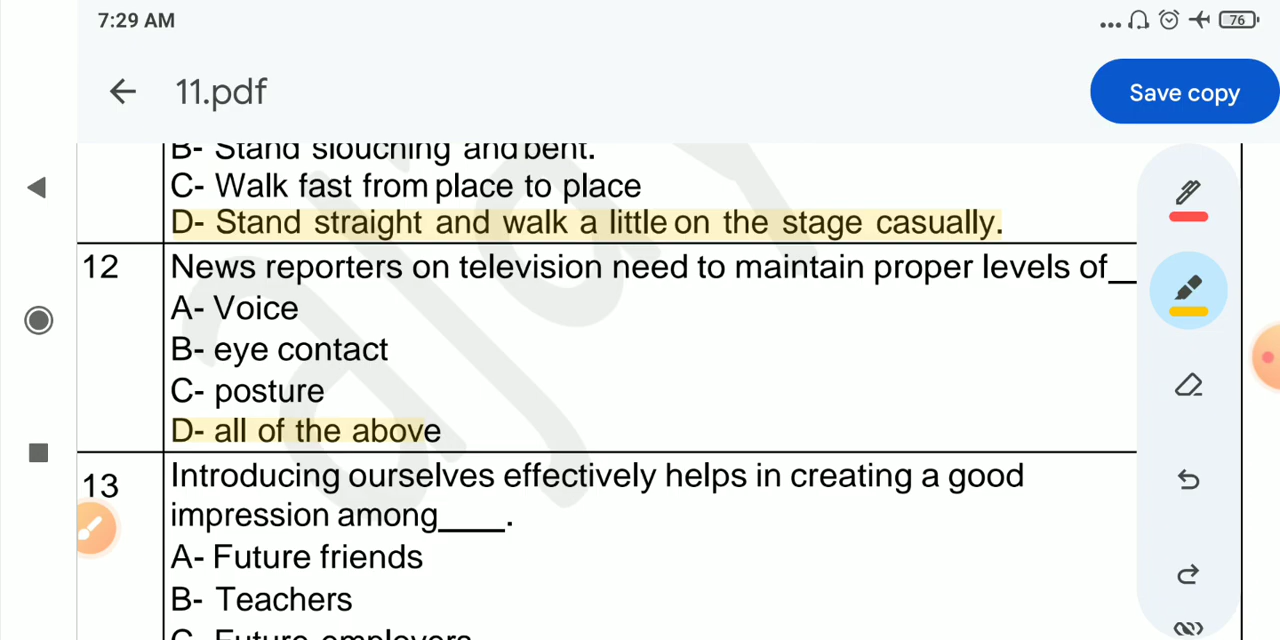 7:29 AM
76
11.pdf
Save copy
B- Stand slouching and bent.
C- Walk fast from place to place
D- Stand straight and walk a little on the stage casually.
12
News reporters on television need to maintain proper levels of__
A- Voice
B- eye contact
C- posture
D- all of the above
13
Introducing ourselves effectively helps in creating a good
impression among____.
A- Future friends
B- Teachers
C- Future employers